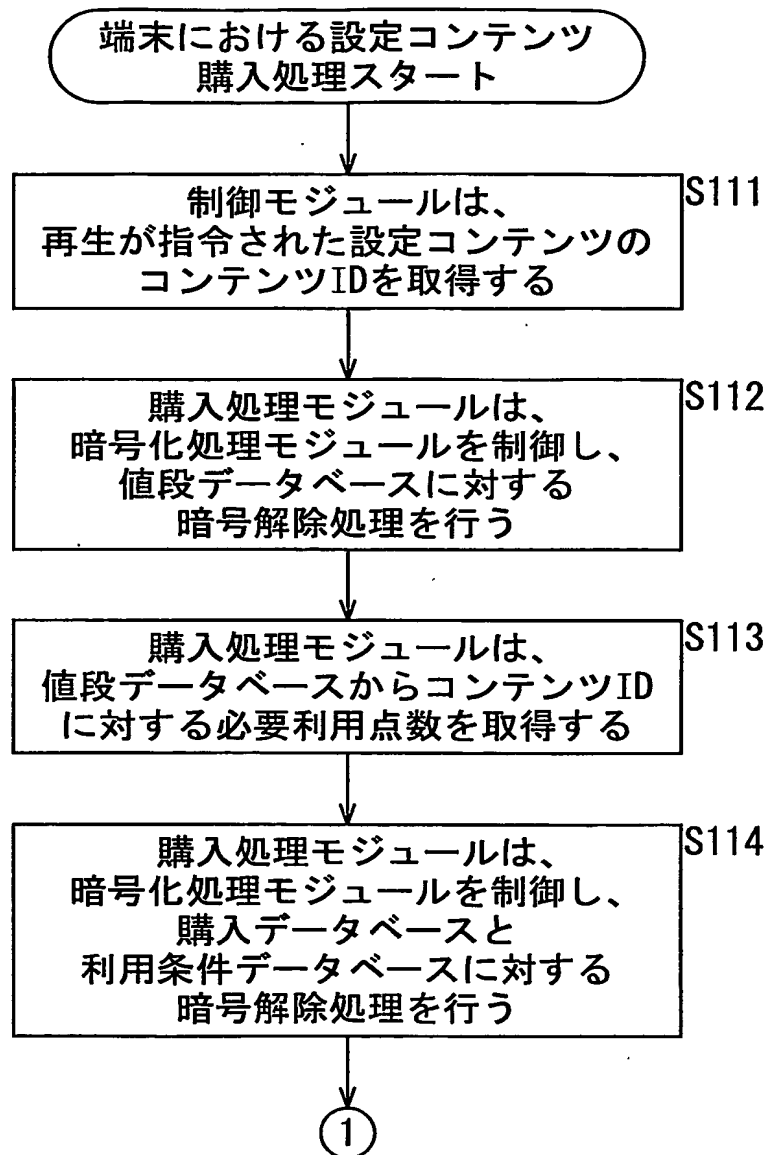 端末における設定コンテンツ
購入処理スタート
S111
制御モジュールは、
再生が指令された設定コンテンツの
コンテンツIDを取得する
S112
購入処理モジュールは、
暗号化処理モジュールを制御し、
値段データベースに対する
暗号解除処理を行う
S113
購入処理モジュールは、
値段データベースからコンテンツID
に対する必要利用点数を取得する
S114
購入処理モジュールは、
暗号化処理モジュールを制御し、
購入データベースと
利用条件データベースに対する
暗号解除処理を行う
1